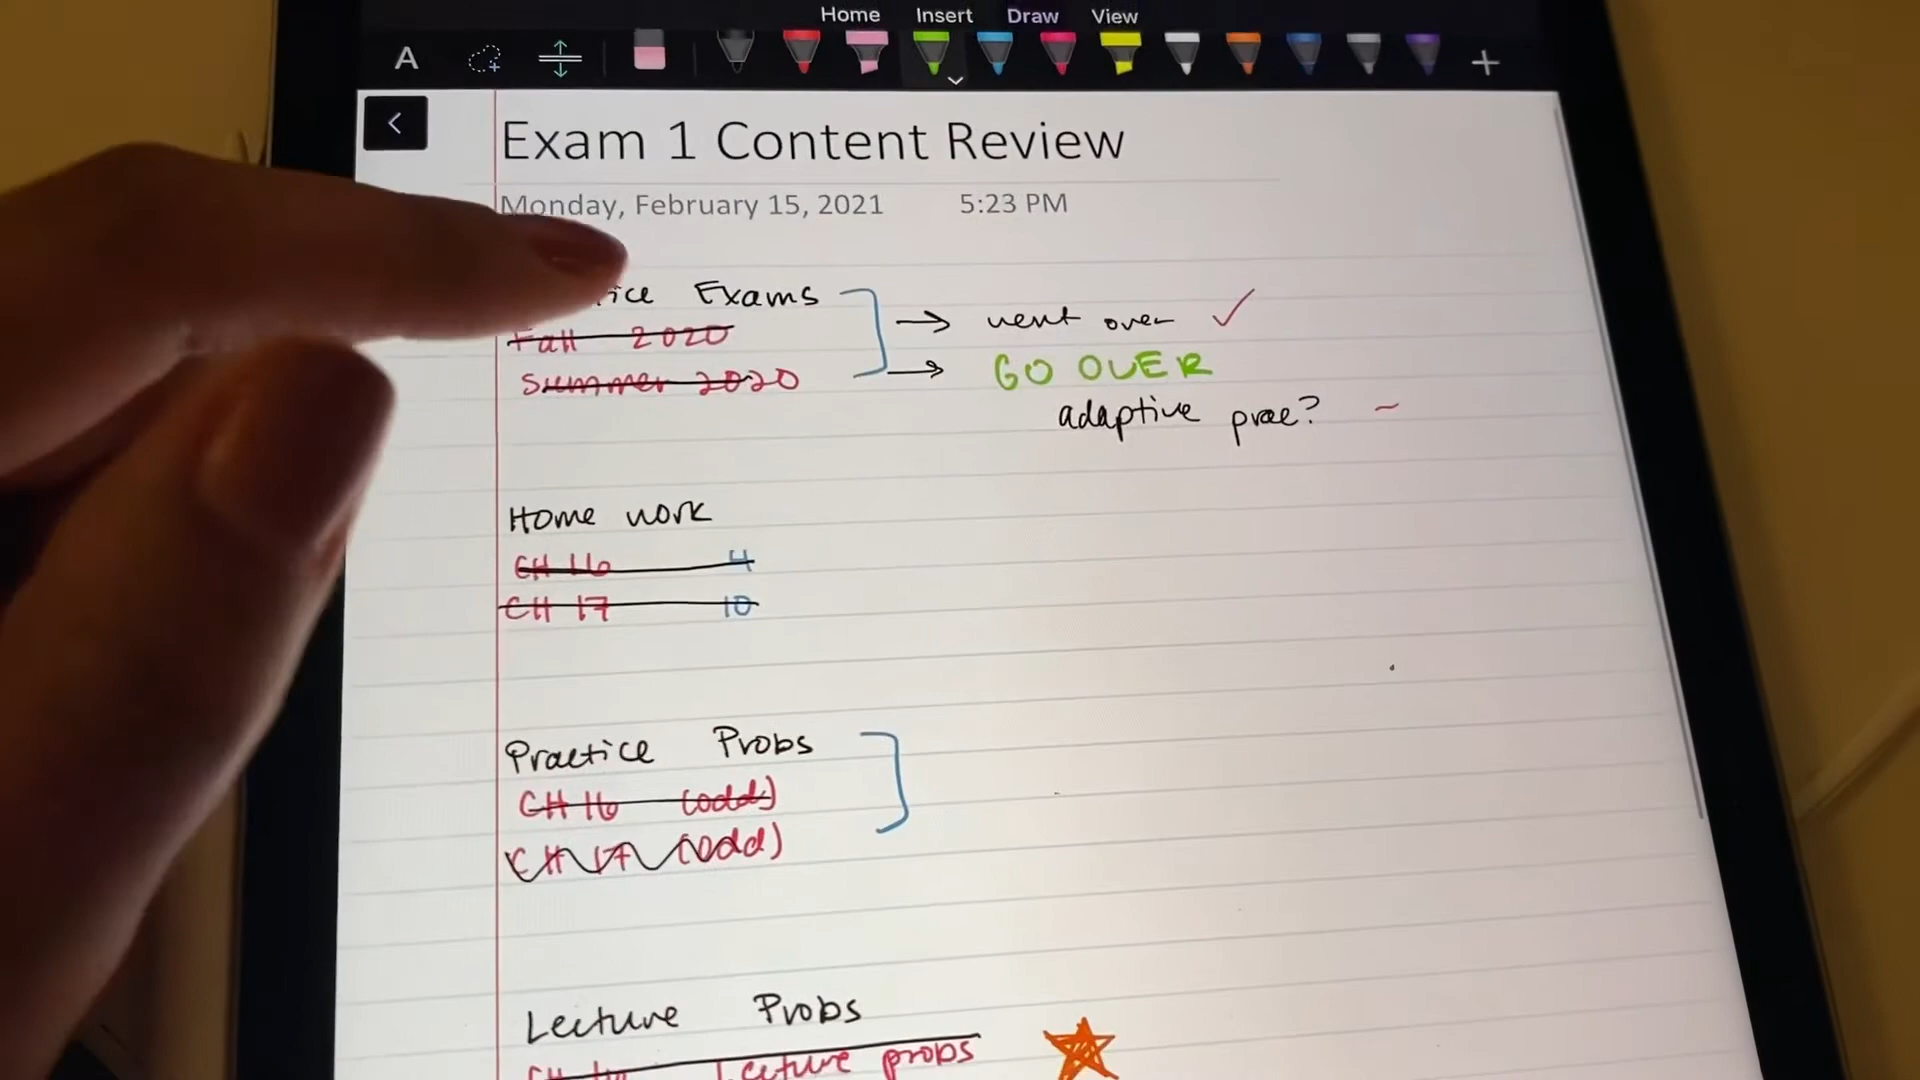 Home Insert Draw View
A
Exam 1 Content Review
Monday, February 15, 2021 5:23 PM
Exams → went over ✓
Fall 2020
→ GO OVER
Summer 2020
adaptive prac? ~
Home work
CH 16 4
CH 17 10
Practice Probs
CH 16 (odd)
CH 17 (odd)
Lecture Probs
Lecture probs